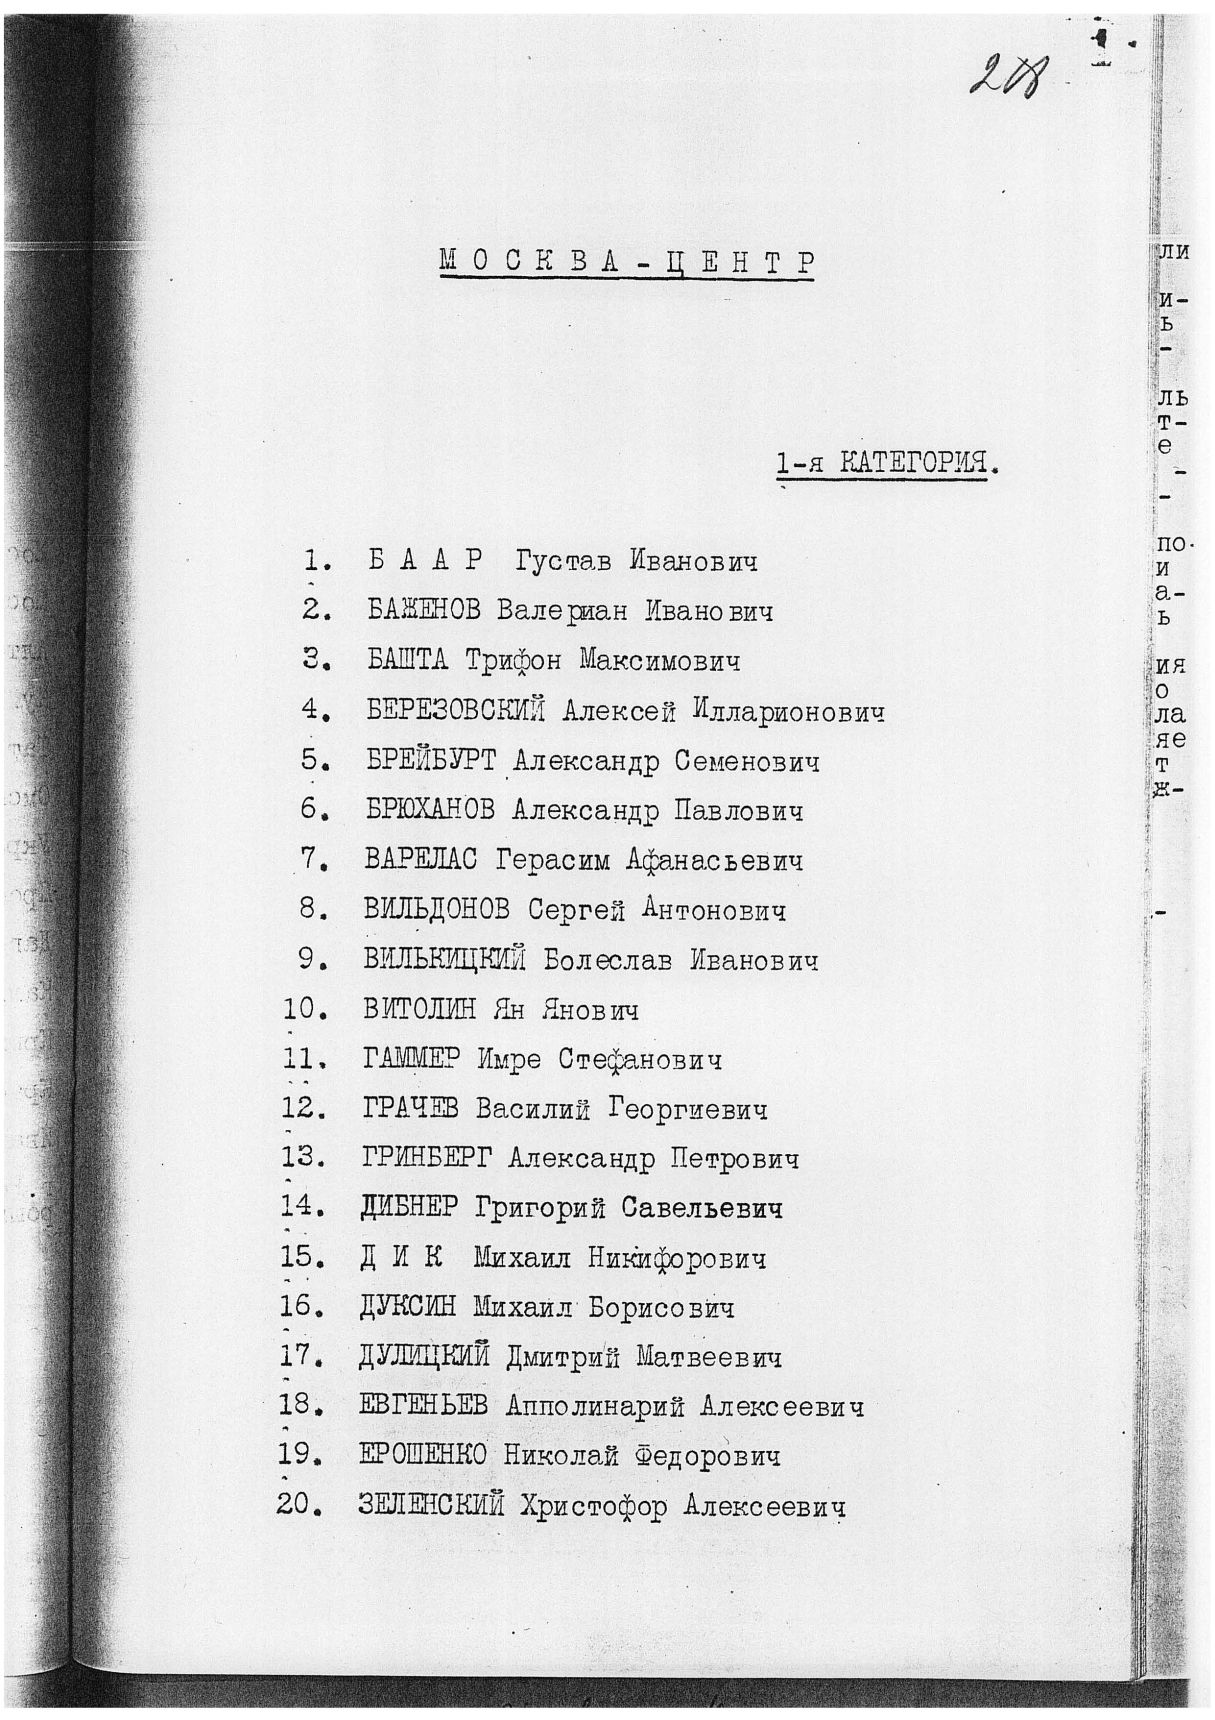 М О С К В А - Ц Е Н Т Р
1-я КАТЕГОРИЯ.
1. Б А А Р Густав Иванович
2. БАЖЕНОВ Валериан Иванович
3. БАШТА Трифон Максимович
4. БЕРЕЗОВСКИЙ Алексей Илларионович
5. БРЕЙБУРТ Александр Семенович
6. БРЮХАНОВ Александр Павлович
7. ВАРЕЛАС Герасим Афанасьевич
8. ВИЛЬДОНОВ Сергей Антонович
9. ВИЛЬКИЦКИЙ Болеслав Иванович
10. ВИТОЛИН Ян Янович
11. ГАММЕР Имре Стефанович
12. ГРАЧЕВ Василий Георгиевич
13. ГРИНБЕРГ Александр Петрович
14. ДИБНЕР Григорий Савельевич
15. Д И К Михаил Никифорович
16. ДУКСИН Михаил Борисович
17. ДУЛИЦКИЙ Дмитрий Матвеевич
18. ЕВГЕНЬЕВ Апполинарий Алексеевич
19. ЕРОШЕНКО Николай Федорович
20. ЗЕЛЕНСКИЙ Христофор Алексеевич
ли
и-
ь
-
ль
т-
е
-
-
по
и
а-
ь
ия
о
ла
яе
т
ж-
-